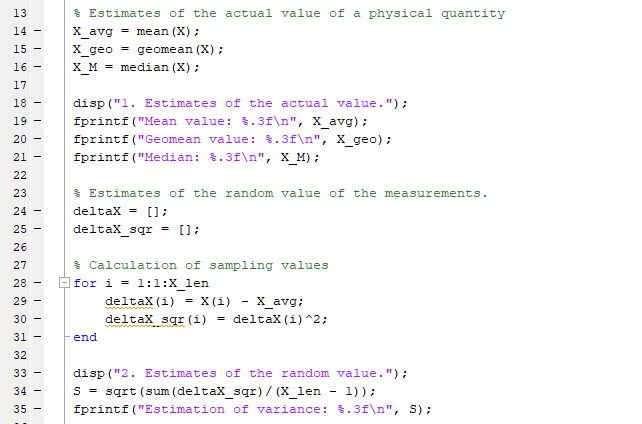 13 % Estimates of the actual value of a physical quantity
14 - X_avg = mean(X);
15 - X_geo = geomean(X);
16 - X_M = median(X);
17
18 - disp("1. Estimates of the actual value.");
19 - fprintf("Mean value: %.3f\n", X_avg);
20 - fprintf("Geomean value: %.3f\n", X_geo);
21 - fprintf("Median: %.3f\n", X_M);
22
23 % Estimates of the random value of the measurements.
24 - deltaX = [];
25 - deltaX_sqr = [];
26
27 % Calculation of sampling values
28 - for i = 1:1:X_len
29 - deltaX(i) = X(i) - X_avg;
30 - deltaX_sqr(i) = deltaX(i)^2;
31 - end
32
33 - disp("2. Estimates of the random value.");
34 - S = sqrt(sum(deltaX_sqr)/(X_len - 1));
35 - fprintf("Estimation of variance: %.3f\n", S);